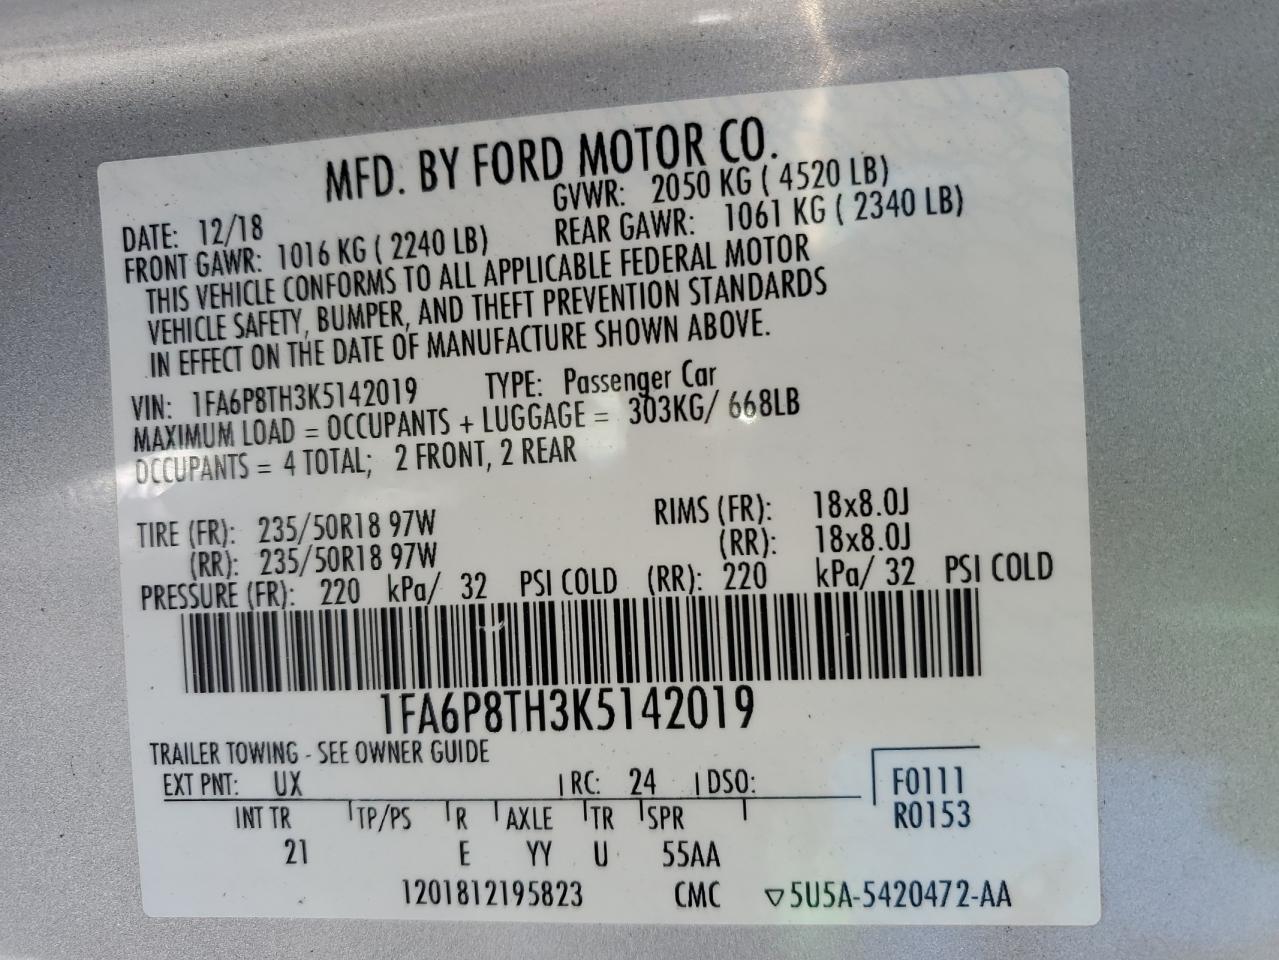 MFD. BY FORD MOTOR CO.
DATE: 12/18 GVWR: 2050 KG ( 4520 LB)
FRONT GAWR: 1016 KG ( 2240 LB) REAR GAWR: 1061 KG ( 2340 LB)
THIS VEHICLE CONFORMS TO ALL APPLICABLE FEDERAL MOTOR
VEHICLE SAFETY, BUMPER, AND THEFT PREVENTION STANDARDS
IN EFFECT ON THE DATE OF MANUFACTURE SHOWN ABOVE.
VIN: 1FA6P8TH3K5142019 TYPE: Passenger Car
MAXIMUM LOAD = OCCUPANTS + LUGGAGE = 303KG/ 668LB
OCCUPANTS = 4 TOTAL; 2 FRONT, 2 REAR
TIRE (FR): 235/50R18 97W RIMS (FR): 18x8.0J
(RR): 235/50R18 97W (RR): 18x8.0J
PRESSURE (FR): 220 kPa/ 32 PSI COLD (RR): 220 kPa/ 32 PSI COLD
1FA6P8TH3K5142019
TRAILER TOWING - SEE OWNER GUIDE
EXT PNT: UX RC: 24 DSO: F0111
INT TR TP/PS R AXLE TR SPR R0153
21 E YY U 55AA
1201812195823 CMC ▽5U5A-5420472-AA